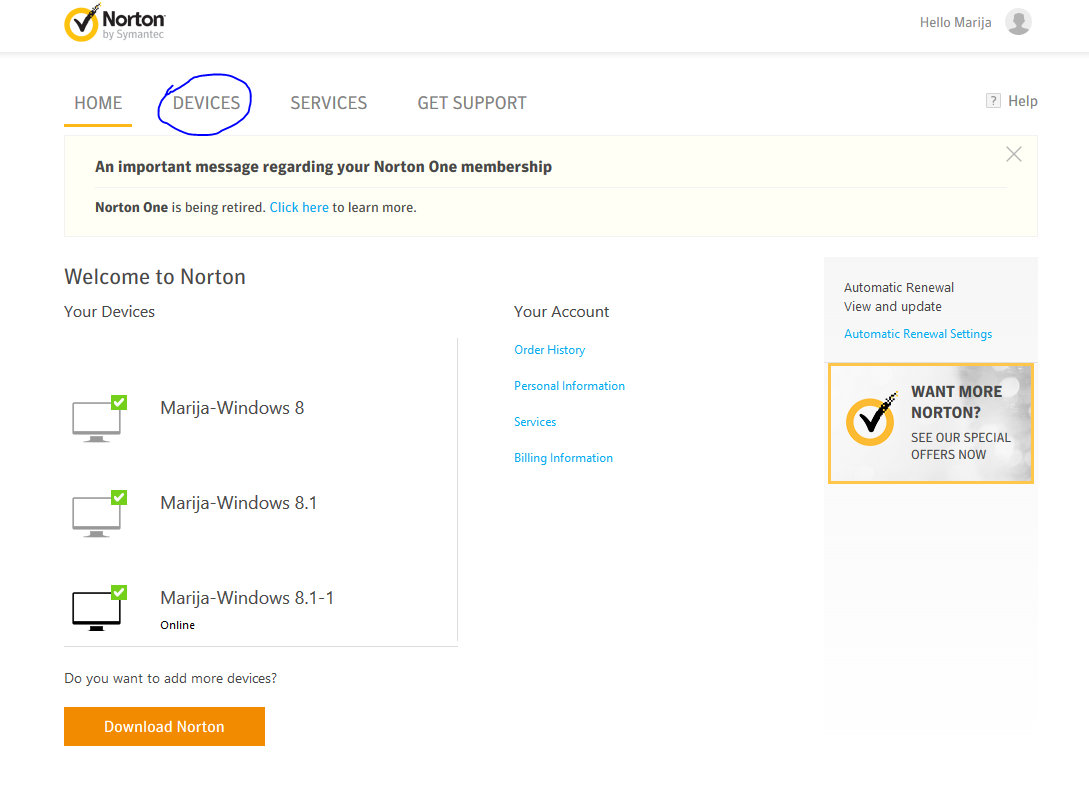 Norton
by Symantec
Hello Marija
HOME DEVICES SERVICES GET SUPPORT
? Help
An important message regarding your Norton One membership
Norton One is being retired. Click here to learn more.
Welcome to Norton
Your Devices
Marija-Windows 8
Marija-Windows 8.1
Marija-Windows 8.1-1
Online
Do you want to add more devices?
Download Norton
Your Account
Order History
Personal Information
Services
Billing Information
Automatic Renewal
View and update
Automatic Renewal Settings
WANT MORE
NORTON?
SEE OUR SPECIAL
OFFERS NOW